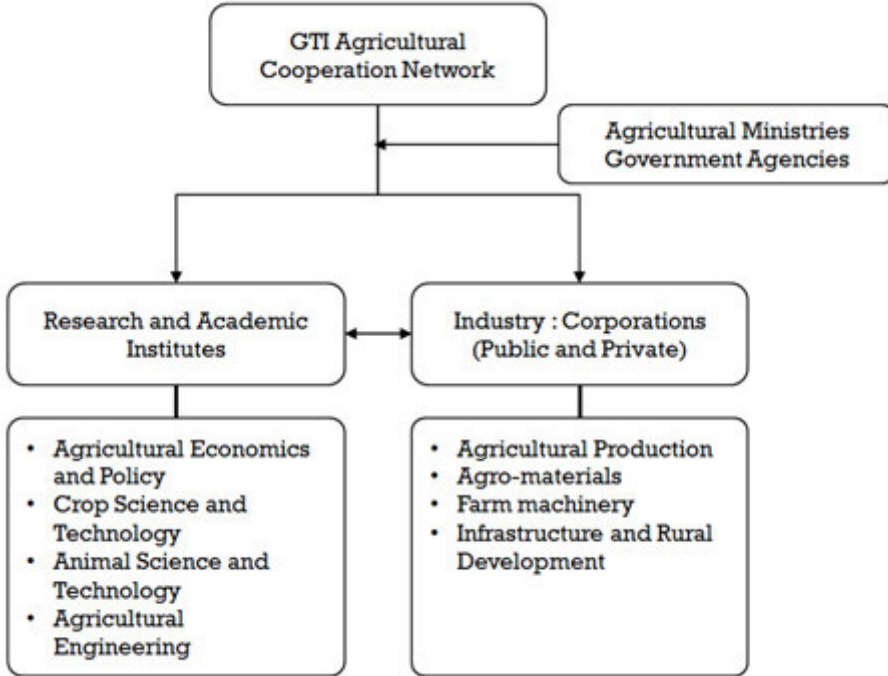 GTI Agricultural
Cooperation Network
Agricultural Ministries
Government Agencies
Research and Academic
Institutes
Industry : Corporations
(Public and Private)
• Agricultural Economics
and Policy
• Crop Science and
Technology
• Animal Science and
Technology
• Agricultural
Engineering
• Agricultural Production
• Agro-materials
• Farm machinery
• Infrastructure and Rural
Development